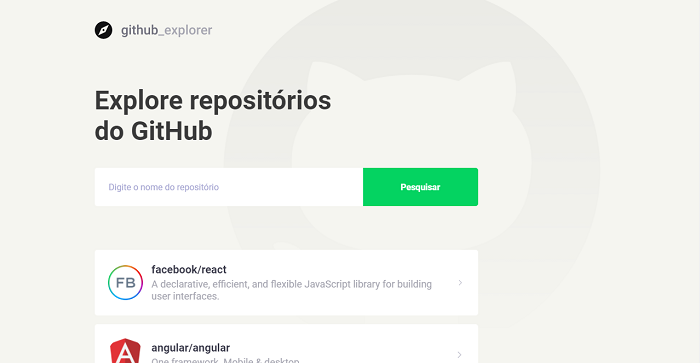 github_explorer
Explore repositórios
do GitHub
Digite o nome do repositório
Pesquisar
facebook/react
FB
A declarative, efficient, and flexible JavaScript library for building
user interfaces.
angular/angular
One framework. Mobile & desktop.